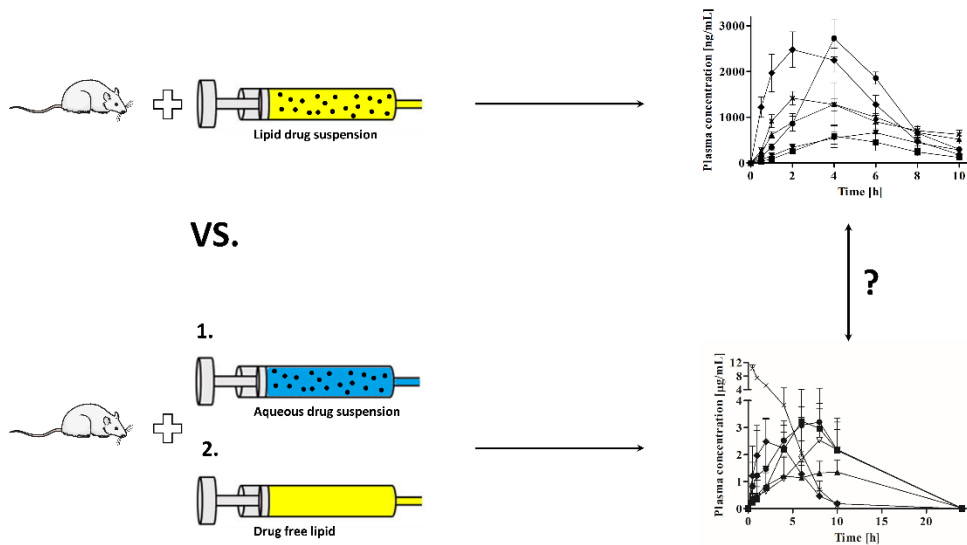 Lipid drug suspension
Plasma concentration [ng/mL]
3000
2000
1000
0
0 2 4 6 8 10
Time [h]
VS.
?
1.
Aqueous drug suspension
2.
Drug free lipid
Plasma concentration [µg/mL]
12
8
4
4
3
2
1
0
0 5 10 15 20
Time [h]